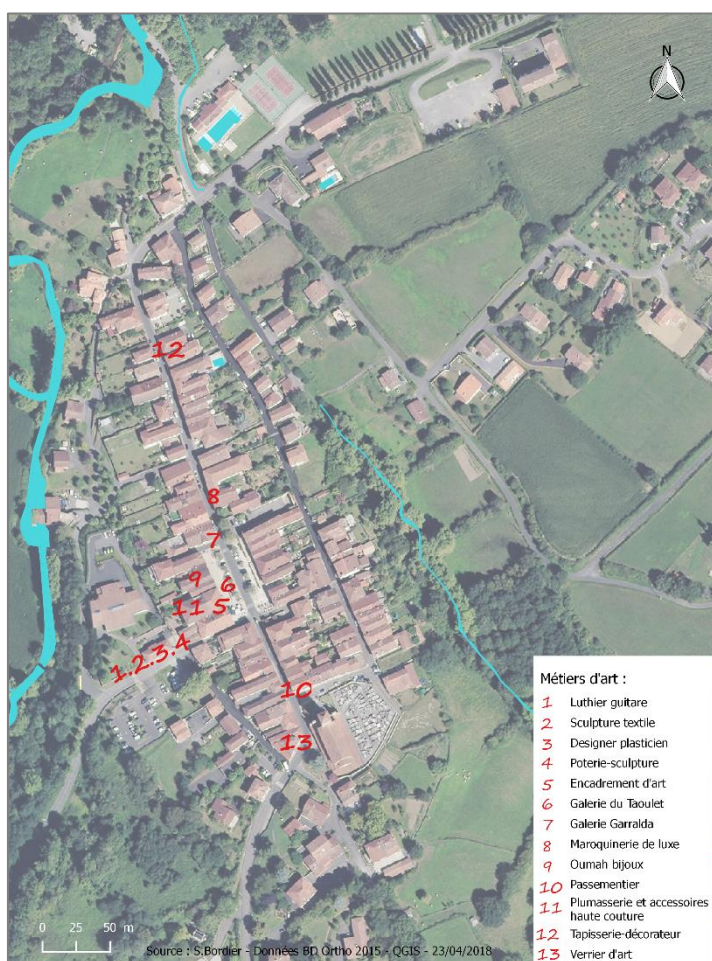 N
12
8
7
9
6
11 5
1.2.3.4
10
13
Métiers d'art :
1 Luthier guitare
2 Sculpture textile
3 Designer plasticien
4 Poterie-sculpture
5 Encadrement d'art
6 Galerie du Taoulet
7 Galerie Garralda
8 Maroquinerie de luxe
9 Oumah bijoux
10 Passementier
11 Plumasserie et accessoires
haute couture
12 Tapisserie-décorateur
13 Verrier d'art
0 25 50 m
Source : S.Bordier - Données BD Ortho 2015 - QGIS - 23/04/2018